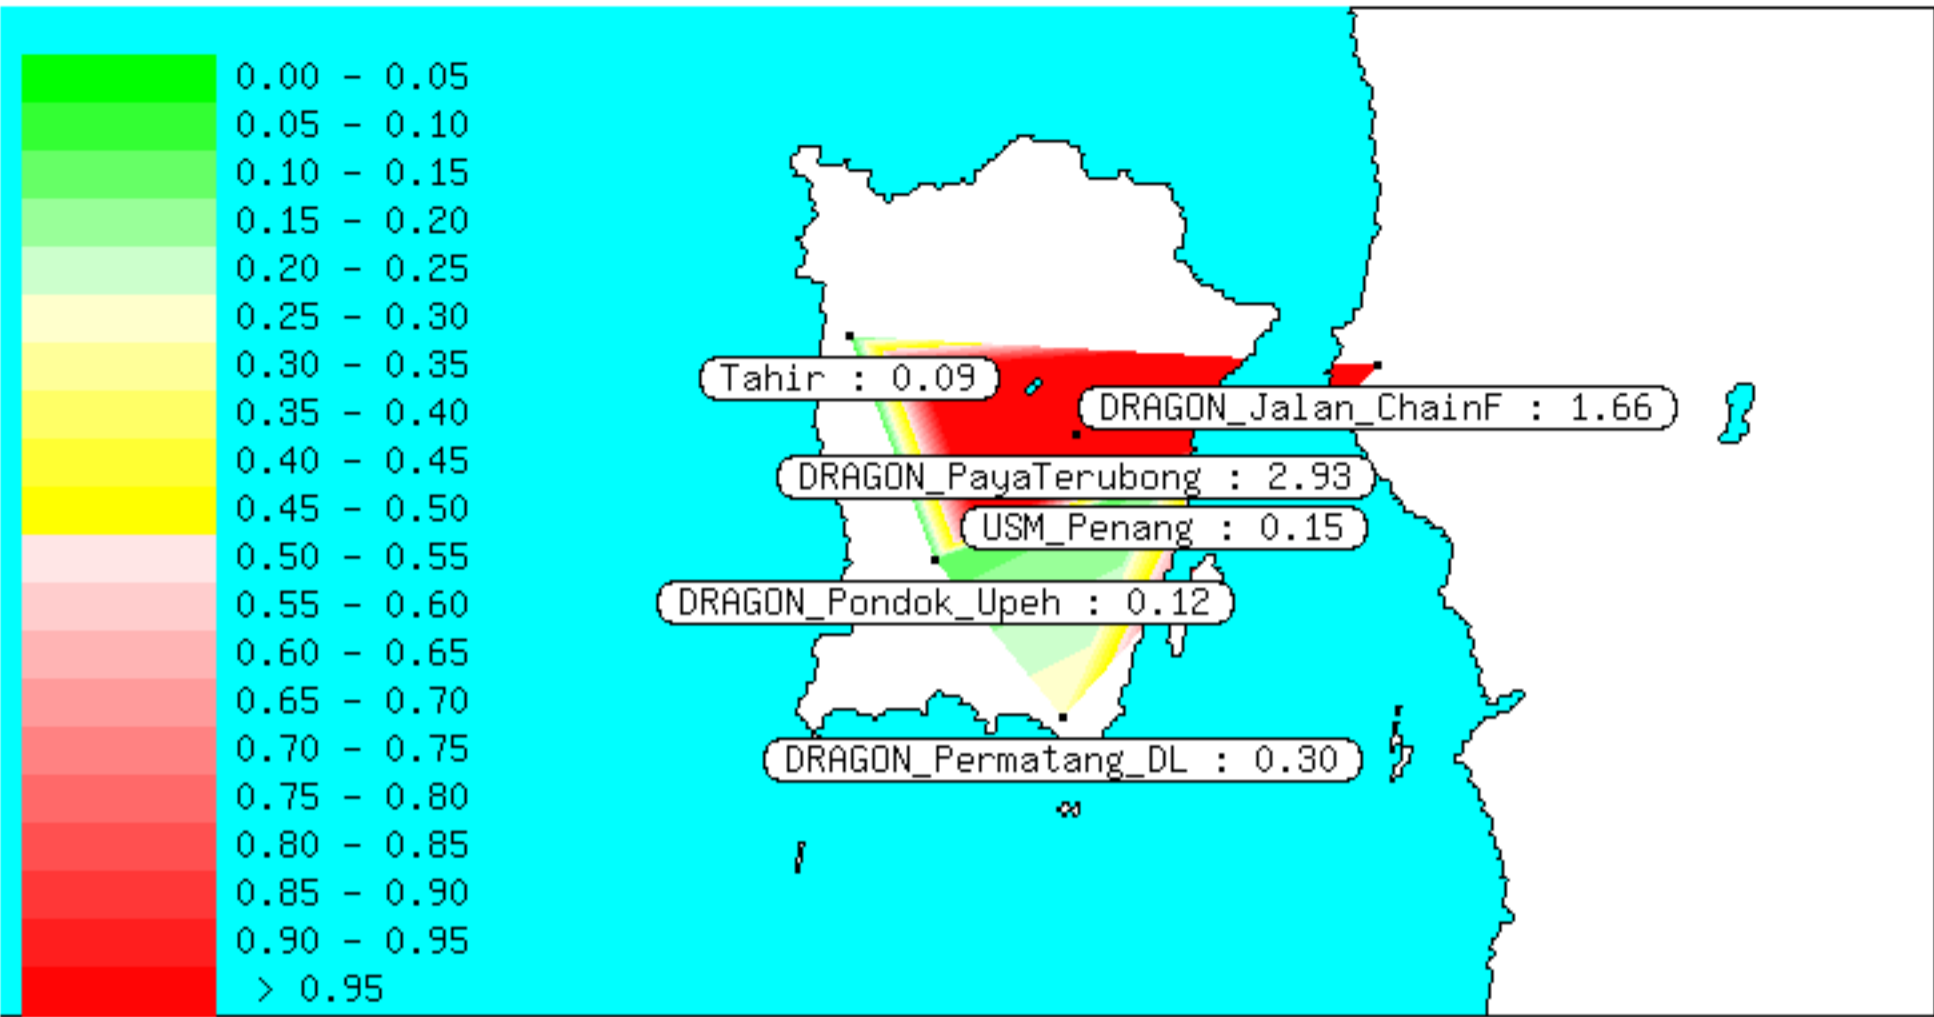 0.00 - 0.05
0.05 - 0.10
0.10 - 0.15
0.15 - 0.20
0.20 - 0.25
0.25 - 0.30
0.30 - 0.35
0.35 - 0.40
0.40 - 0.45
0.45 - 0.50
0.50 - 0.55
0.55 - 0.60
0.60 - 0.65
0.65 - 0.70
0.70 - 0.75
0.75 - 0.80
0.80 - 0.85
0.85 - 0.90
0.90 - 0.95
> 0.95
Tahir : 0.09
DRAGON_Jalan_ChainF : 1.66
DRAGON_PayaTerubong : 2.93
USM_Penang : 0.15
DRAGON_Pondok_Upeh : 0.12
DRAGON_Permatang_DL : 0.30